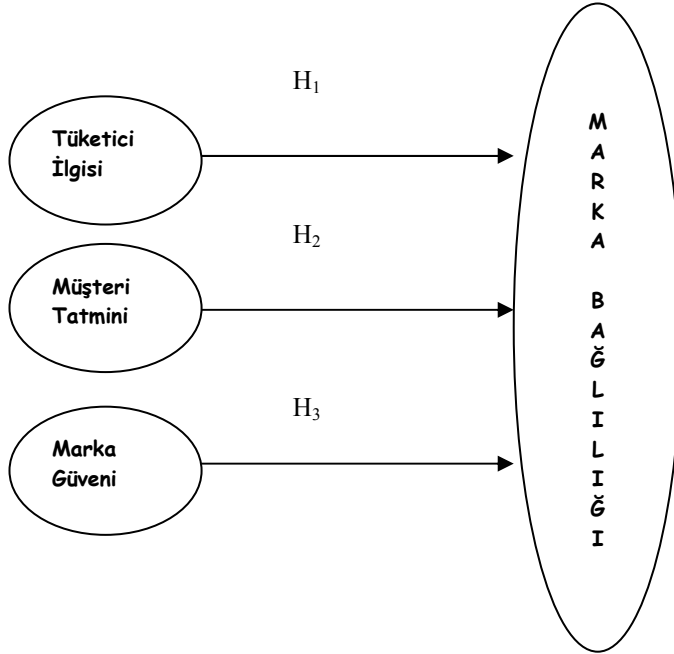 H₁
Tüketici
İlgisi
H₂
Müşteri
Tatmini
H₃
Marka
Güveni
M
A
R
K
A
B
A
Ğ
L
I
L
I
Ğ
I